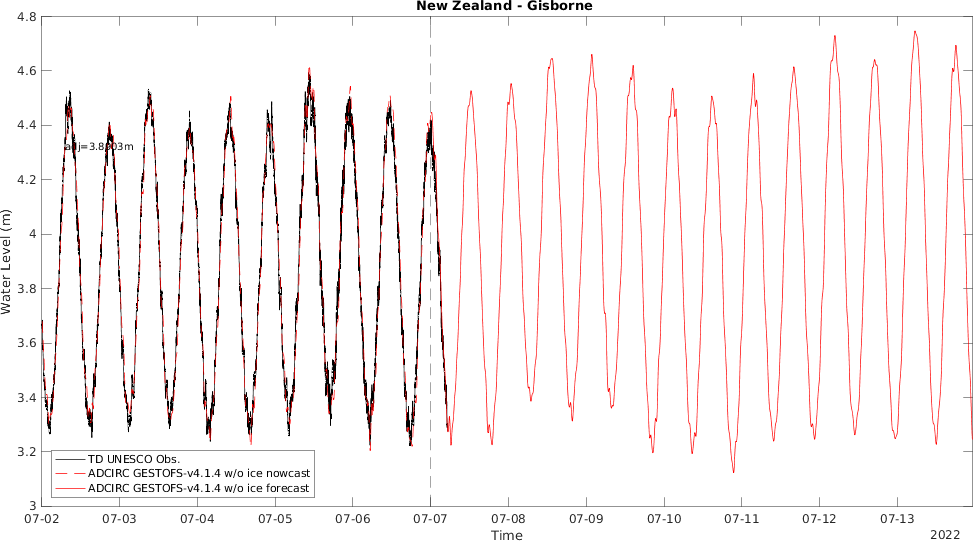 New Zealand - Gisborne
4.8
4.6
4.4
4.2
4
3.8
3.6
3.4
3.2
3
Water Level (m)
TD UNESCO Obs.
ADCIRC GESTOFS-v4.1.4 w/o ice nowcast
ADCIRC GESTOFS-v4.1.4 w/o ice forecast
07-02 07-03 07-04 07-05 07-06 07-07 07-08 07-09 07-10 07-11 07-12 07-13
Time
2022